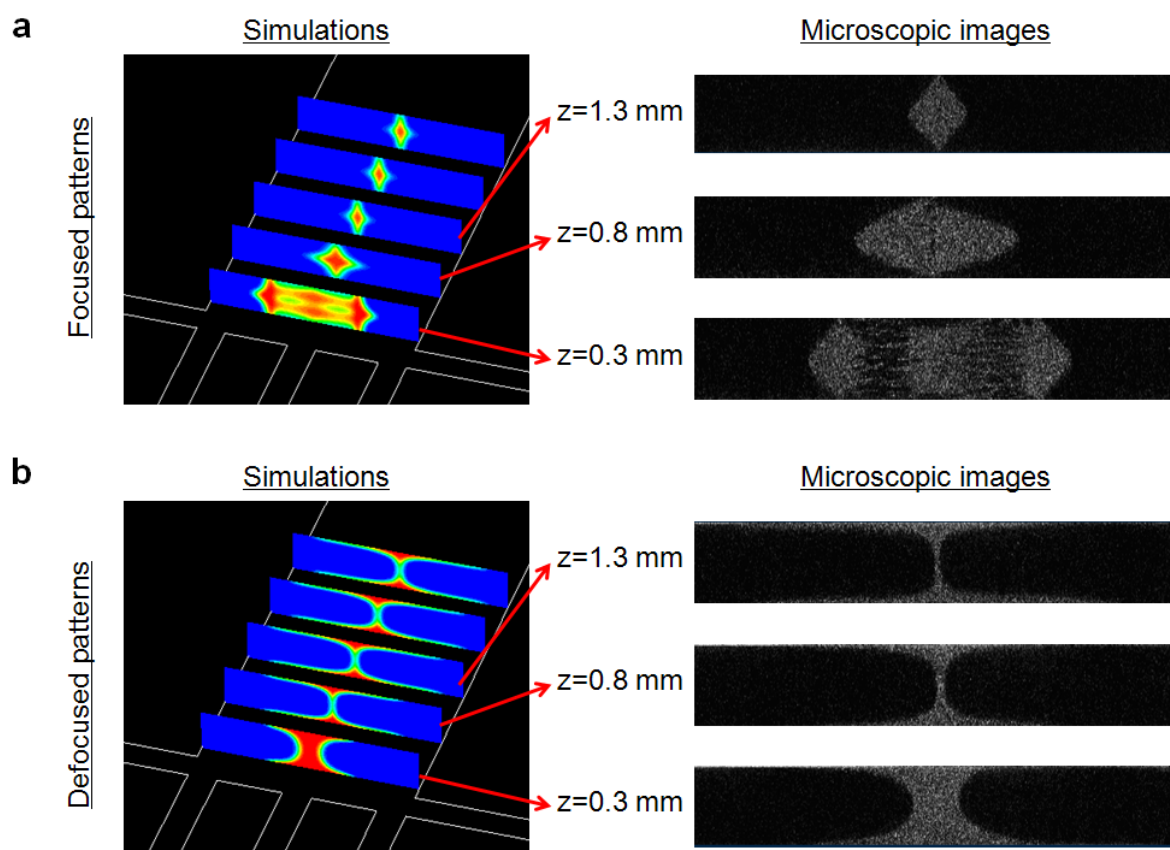 a
Simulations
Microscopic images
Focused patterns
z=1.3 mm
z=0.8 mm
z=0.3 mm
b
Simulations
Microscopic images
Defocused patterns
z=1.3 mm
z=0.8 mm
z=0.3 mm